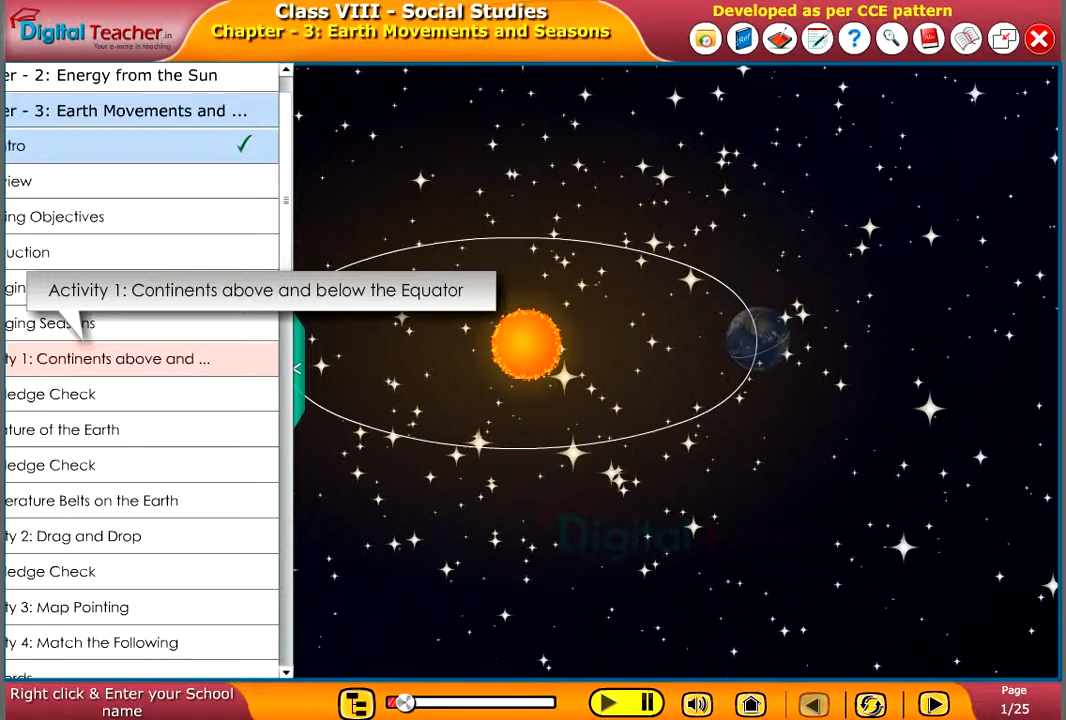 Digital Teacher.in
Your e-mate in teaching
Class VIII - Social Studies
Chapter - 3: Earth Movements and Seasons
Developed as per CCE pattern
er - 2: Energy from the Sun
er - 3: Earth Movements and ...
tro
view
ing Objectives
uction
Activity 1: Continents above and below the Equator
ging Seasons
ty 1: Continents above and ...
ledge Check
ature of the Earth
ledge Check
erature Belts on the Earth
ty 2: Drag and Drop
ledge Check
ty 3: Map Pointing
ty 4: Match the Following
Digital
Right click & Enter your School
name
Page
1/25